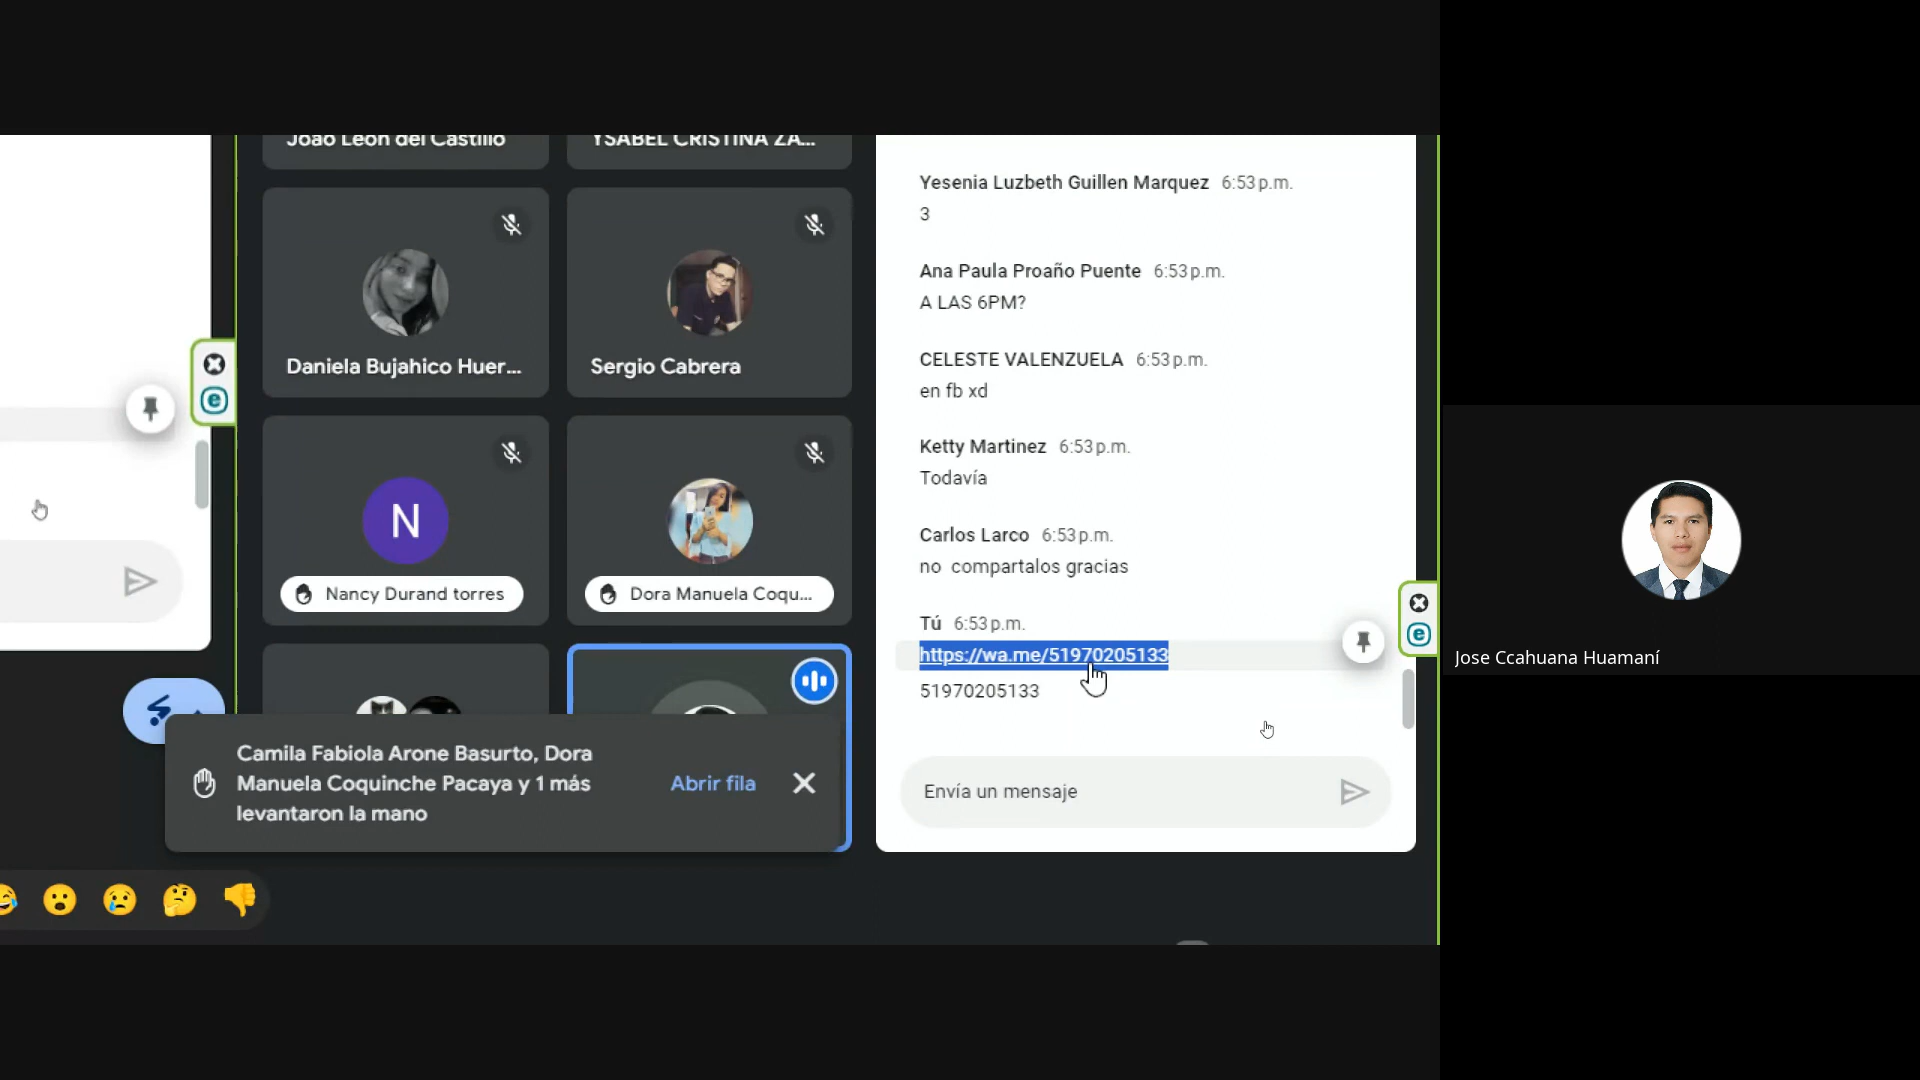 Joao Leon del Castillo
YSABEL CRISTINA ZA...
Daniela Bujahico Huer...
Sergio Cabrera
N
Nancy Durand torres
Dora Manuela Coqu...
Camila Fabiola Arone Basurto, Dora
Manuela Coquinche Pacaya y 1 más
levantaron la mano
Abrir fila
Yesenia Luzbeth Guillen Marquez 6:53 p.m.
3
Ana Paula Proaño Puente 6:53 p.m.
A LAS 6PM?
CELESTE VALENZUELA 6:53 p.m.
en fb xd
Ketty Martinez 6:53 p.m.
Todavía
Carlos Larco 6:53 p.m.
no compartalos gracias
Tú 6:53 p.m.
https://wa.me/51970205133
51970205133
Envía un mensaje
Jose Ccahuana Huamaní